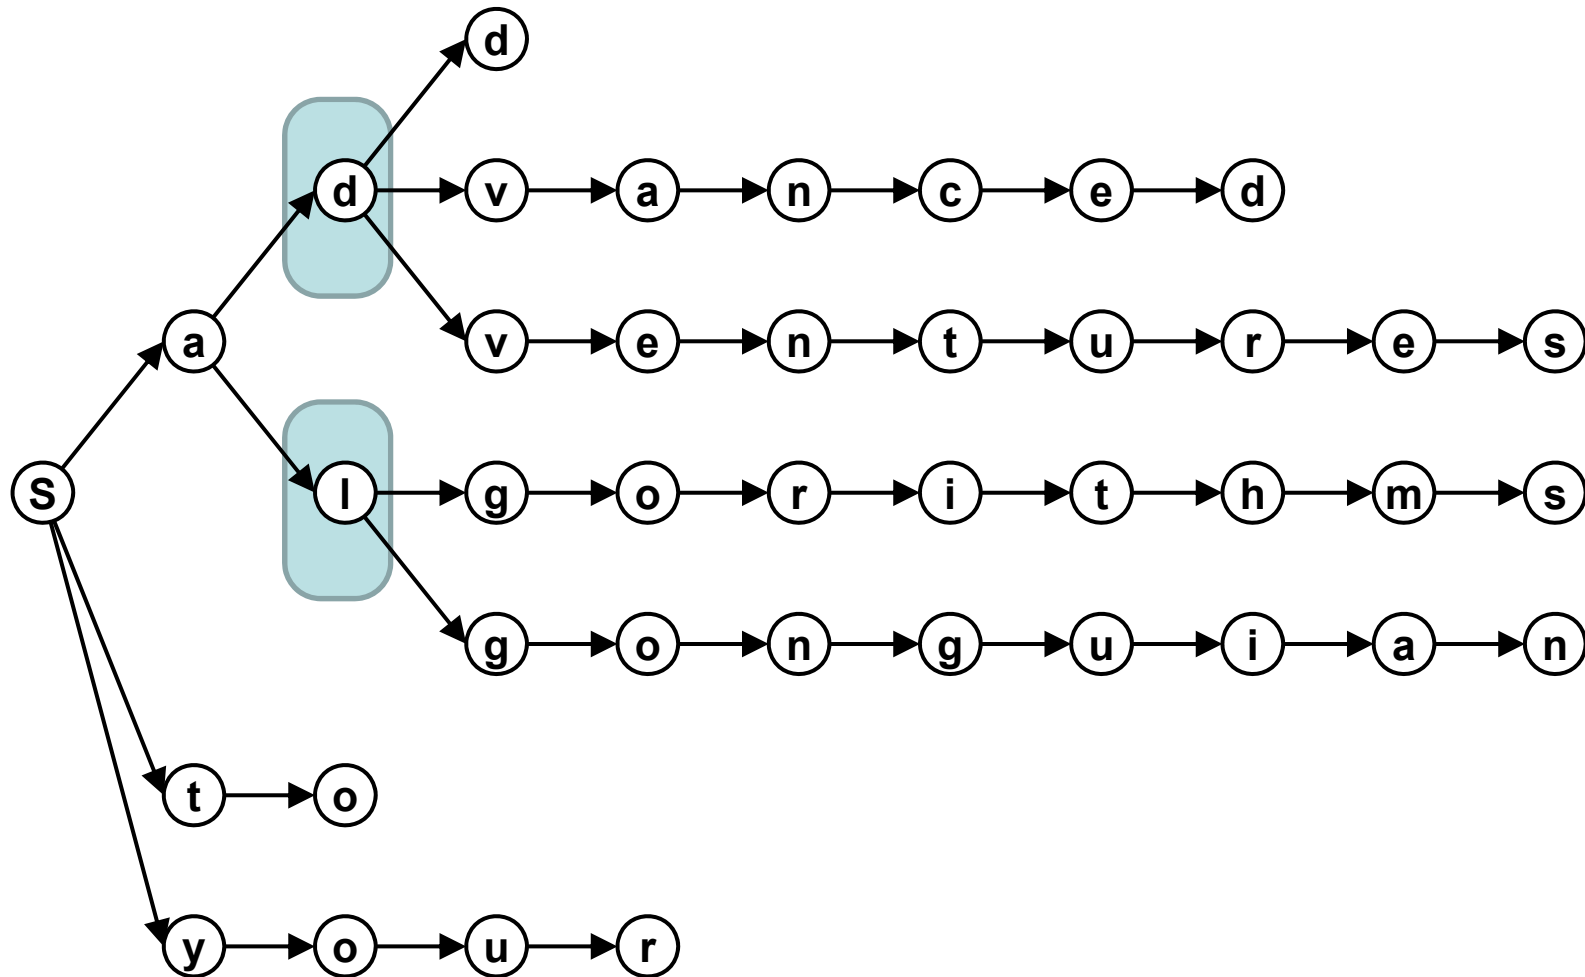 d
d v a n c e d
a v e n t u r e s
S l g o r i t h m s
g o n g u i a n
t o
y o u r